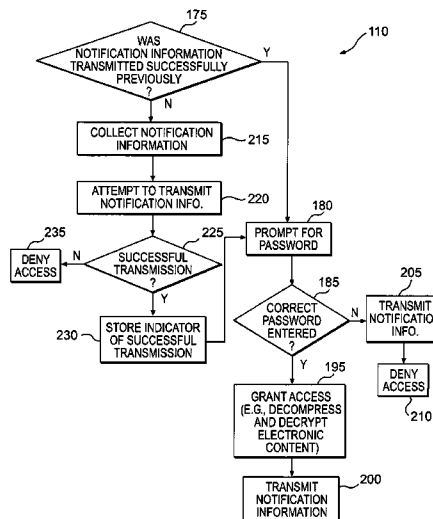 175
WAS
NOTIFICATION INFORMATION
TRANSMITTED SUCCESSFULLY
PREVIOUSLY
?
Y
110
N
COLLECT NOTIFICATION
INFORMATION
215
ATTEMPT TO TRANSMIT
NOTIFICATION INFO.
220
180
PROMPT FOR
PASSWORD
235
DENY
ACCESS
N
225
SUCCESSFUL
TRANSMISSION
?
Y
185
CORRECT
PASSWORD
ENTERED
?
N
Y
205
TRANSMIT
NOTIFICATION
INFO.
230
STORE INDICATOR
OF SUCCESSFUL
TRANSMISSION
195
GRANT ACCESS
(E.G., DECOMPRESS
AND DECRYPT
ELECTRONIC
CONTENT)
DENY
ACCESS
210
200
TRANSMIT
NOTIFICATION
INFORMATION